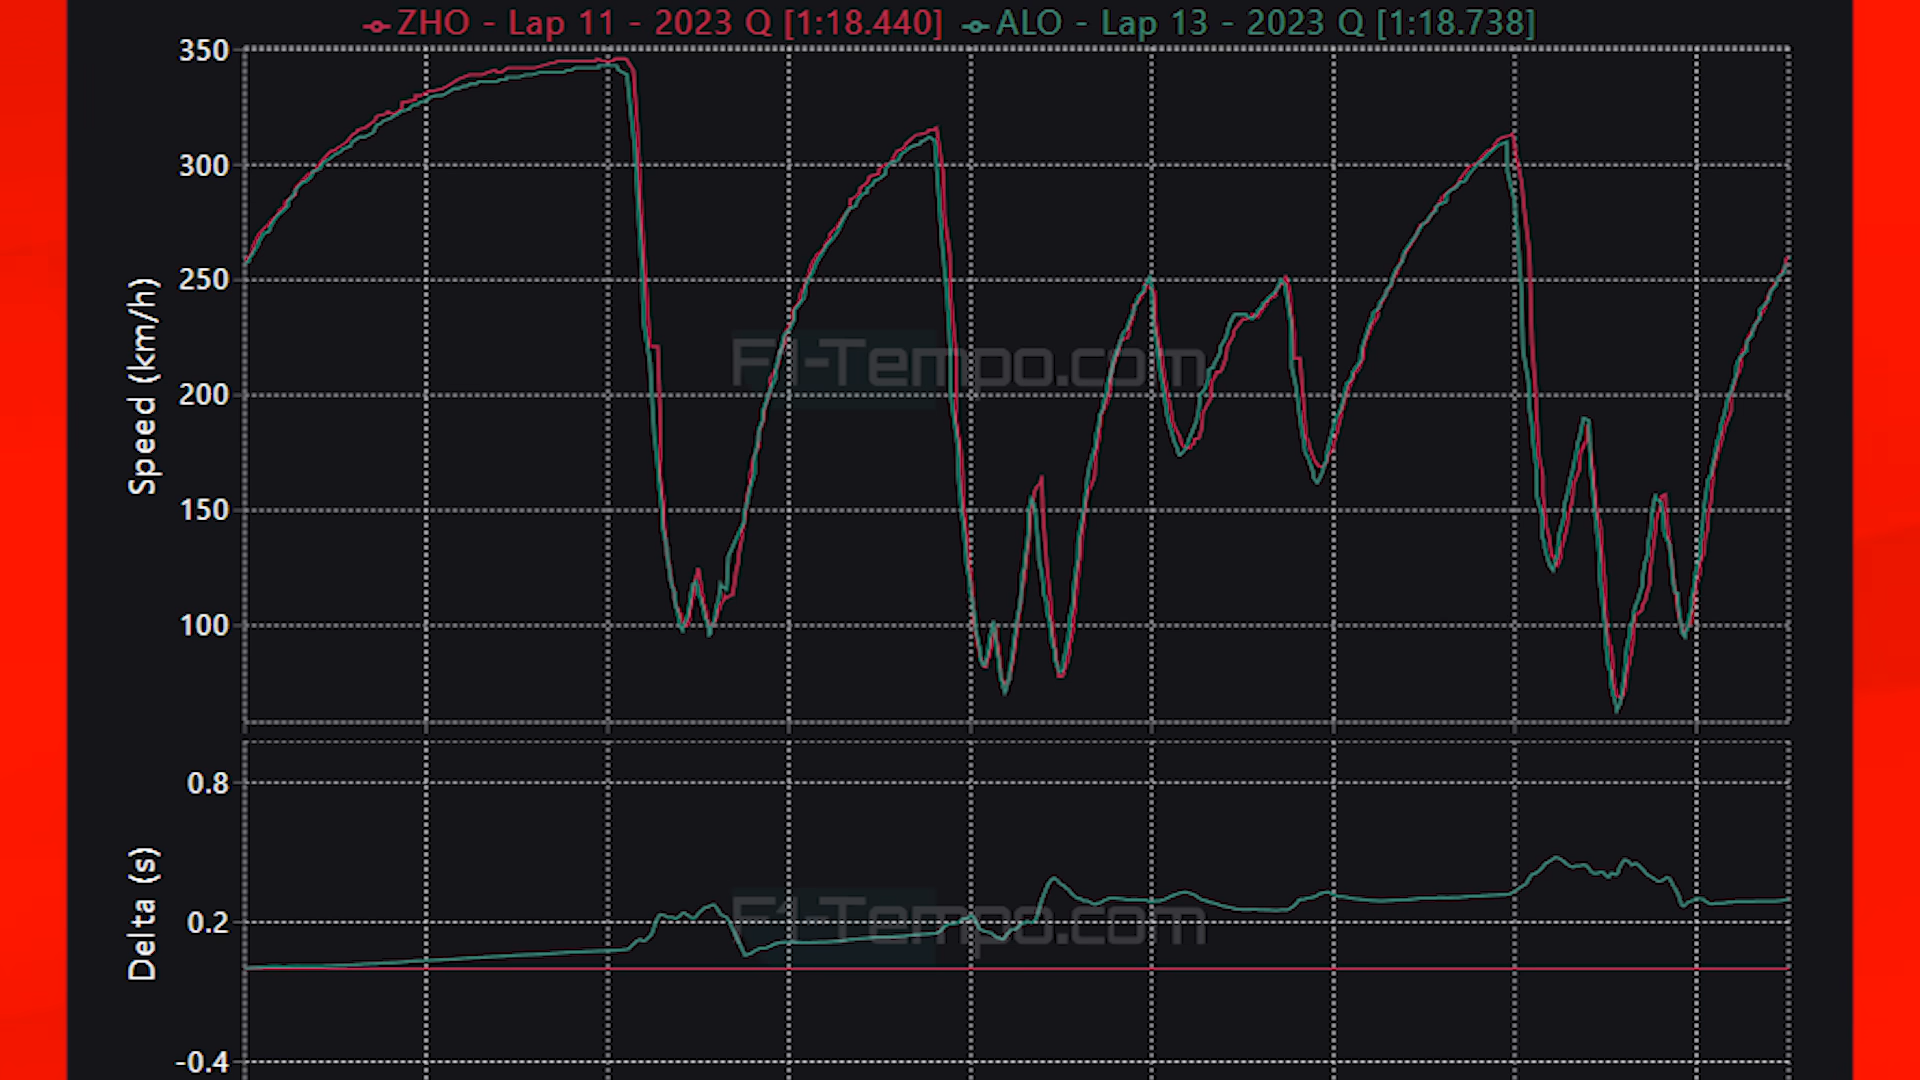 ZHO - Lap 11 - 2023 Q [1:18.440] ALO - Lap 13 - 2023 Q [1:18.738]
350
300
250
200
150
100
Speed (km/h)
F1-Tempo.com
0.8
0.2
-0.4
Delta (s)
F1-Tempo.com